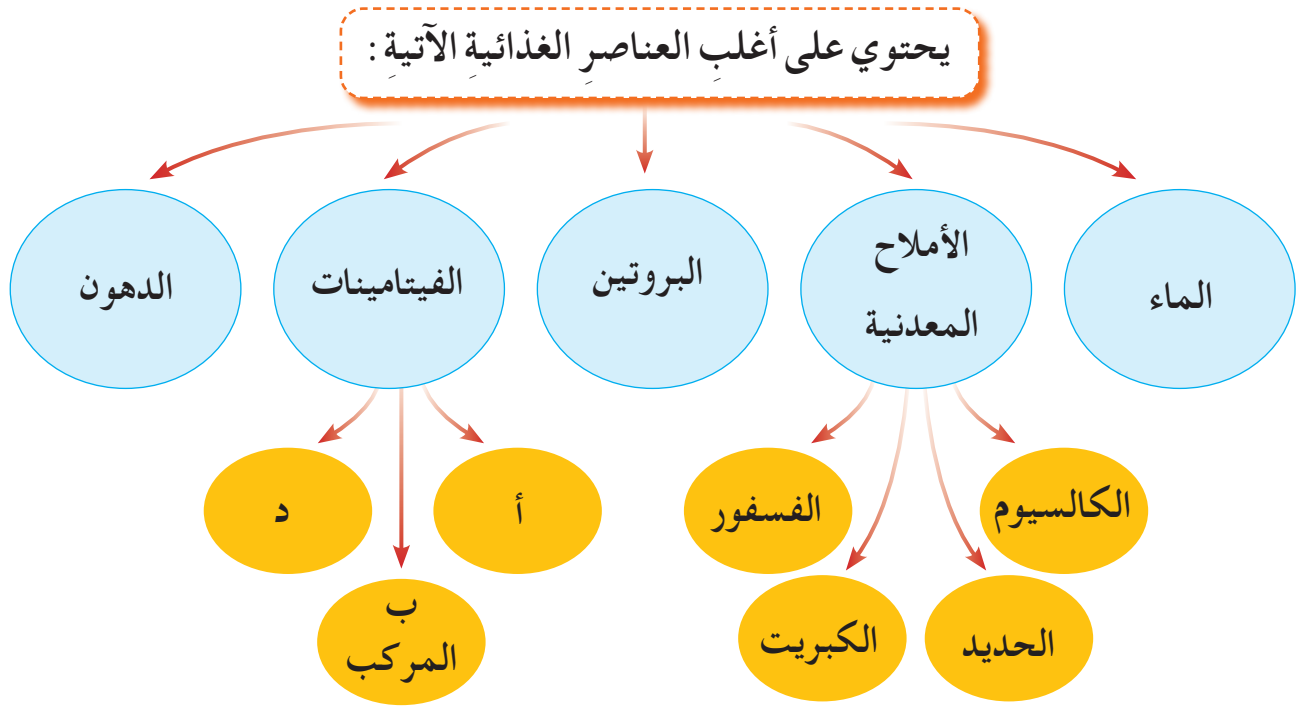 يحتوي على أغلبِ العناصرِ الغذائيةِ الآتيةِ :
الماء
الأملاح
المعدنية
البروتين
الفيتامينات
الدهون
الكالسيوم
الحديد
الكبريت
الفسفور
أ
ب
المركب
د